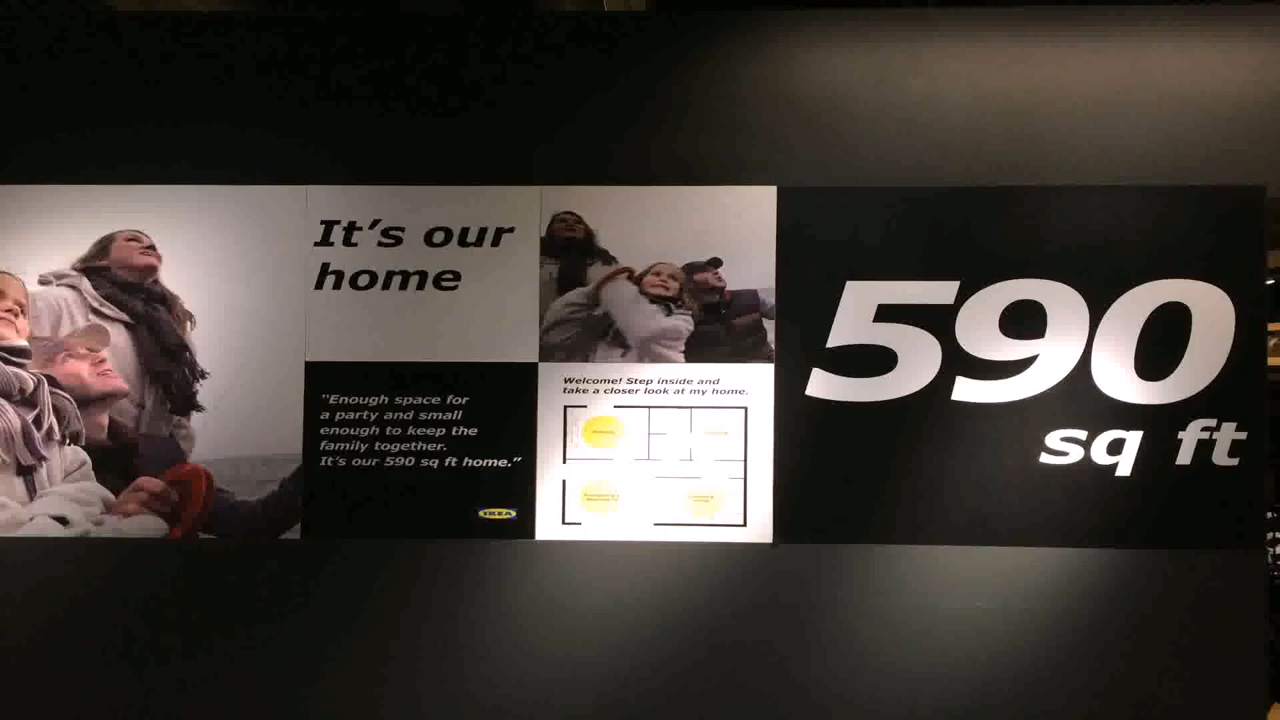 It's our
home
"Enough space for
a party and small
enough to keep the
family together.
It's our 590 sq ft home."
IKEA
Welcome! Step inside and
take a closer look at my home.
590
sq ft